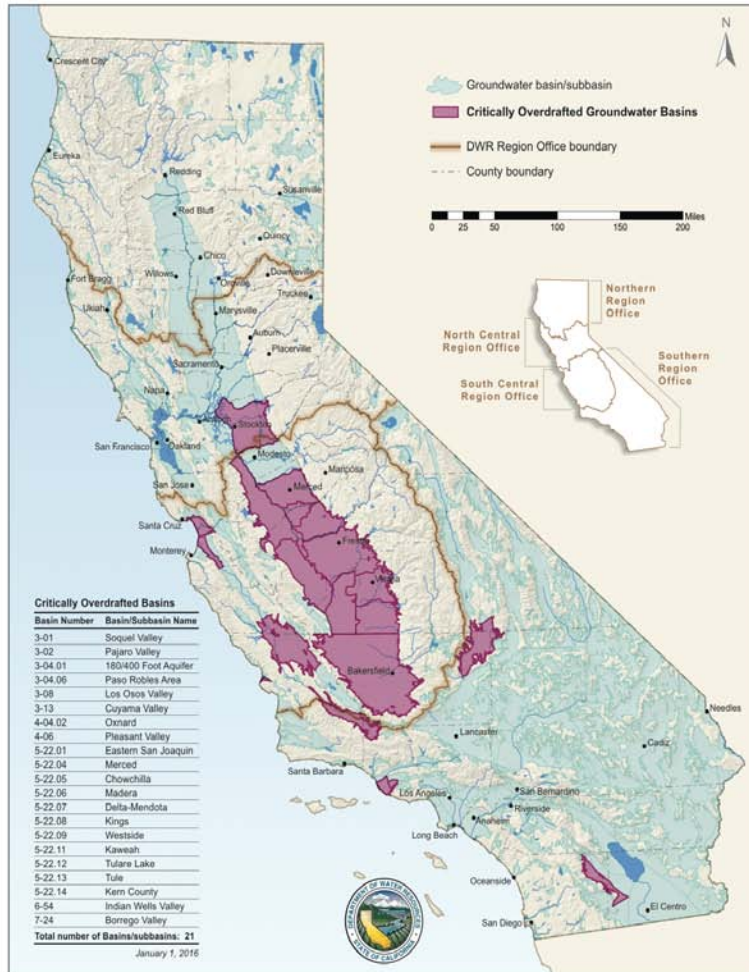 N
Crescent City
Groundwater basin/subbasin
Critically Overdrafted Groundwater Basins
DWR Region Office boundary
County boundary
Miles
0 25 50 100 150 200
Eureka
Redding
Susanville
Red Bluff
Quincy
Chico
Willows
Oroville
Downieville
Fort Bragg
Truckee
Ukiah
Marysville
Auburn
Placerville
Sacramento
Napa
Stockton
San Francisco
Oakland
Modesto
Mariposa
San Jose
Merced
Santa Cruz
Monterey
Fresno
Visalia
Bakersfield
Northern
Region
Office
North Central
Region Office
Southern
Region
Office
South Central
Region Office
Needles
Lancaster
Cadiz
Santa Barbara
Los Angeles
San Bernardino
Riverside
Anaheim
Long Beach
Oceanside
San Diego
El Centro
Critically Overdrafted Basins
Basin Number Basin/Subbasin Name
3-01 Soquel Valley
3-02 Pajaro Valley
3-04.01 180/400 Foot Aquifer
3-04.06 Paso Robles Area
3-08 Los Osos Valley
3-13 Cuyama Valley
4-04.02 Oxnard
4-06 Pleasant Valley
5-22.01 Eastern San Joaquin
5-22.04 Merced
5-22.05 Chowchilla
5-22.06 Madera
5-22.07 Delta-Mendota
5-22.08 Kings
5-22.09 Westside
5-22.11 Kaweah
5-22.12 Tulare Lake
5-22.13 Tule
5-22.14 Kern County
6-54 Indian Wells Valley
7-24 Borrego Valley
Total number of Basins/subbasins: 21
January 1, 2016
DEPARTMENT OF WATER RESOURCES
STATE OF CALIFORNIA